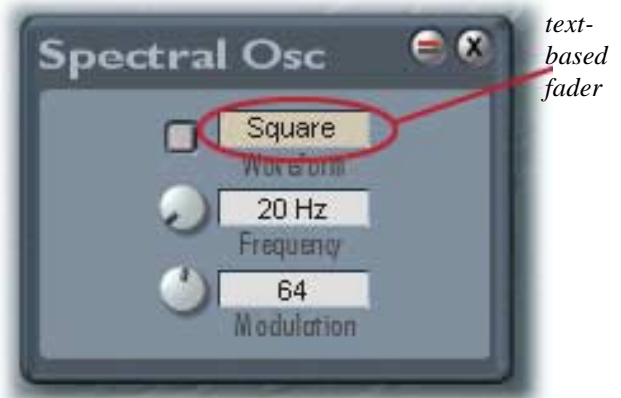 Spectral Osc
text-
based
fader
Square
Waveform
20 Hz
Frequency
64
Modulation